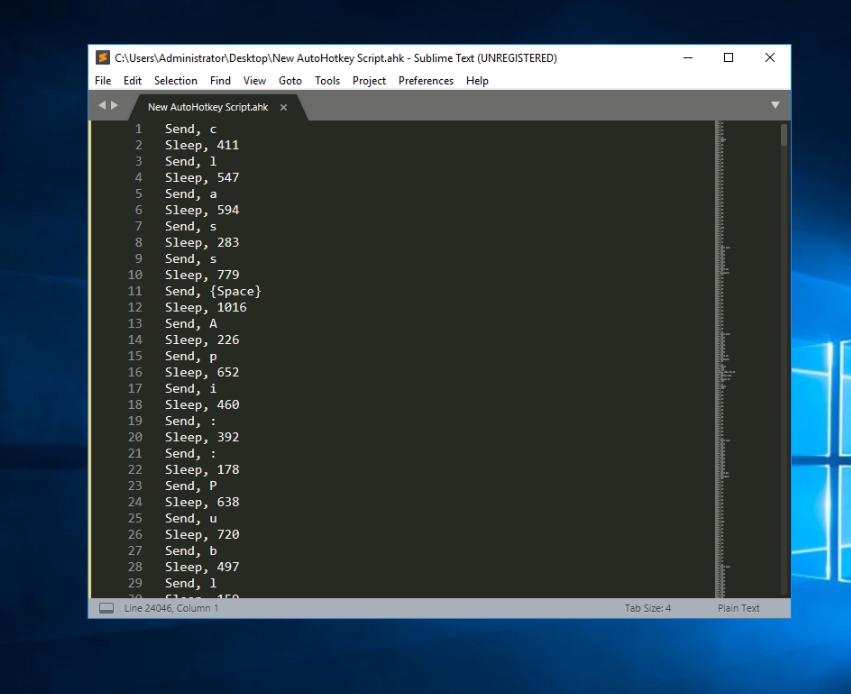 C:\Users\Administrator\Desktop\New AutoHotkey Script.ahk - Sublime Text (UNREGISTERED)
File Edit Selection Find View Goto Tools Project Preferences Help
New AutoHotkey Script.ahk
1 Send, c
2 Sleep, 411
3 Send, l
4 Sleep, 547
5 Send, a
6 Sleep, 594
7 Send, s
8 Sleep, 283
9 Send, s
10 Sleep, 779
11 Send, {Space}
12 Sleep, 1016
13 Send, A
14 Sleep, 226
15 Send, p
16 Sleep, 652
17 Send, i
18 Sleep, 460
19 Send, :
20 Sleep, 392
21 Send, :
22 Sleep, 178
23 Send, P
24 Sleep, 638
25 Send, u
26 Sleep, 720
27 Send, b
28 Sleep, 497
29 Send, l
30 Sleep, 159
Line 24046, Column 1 Tab Size: 4 Plain Text